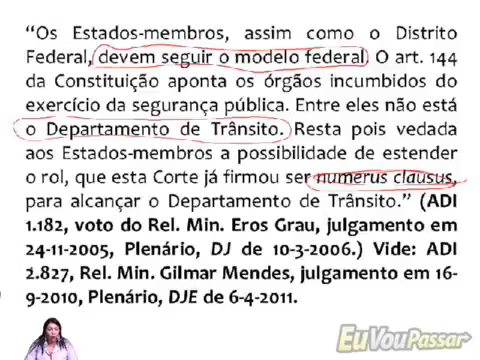 “Os Estados-membros, assim como o Distrito
Federal, devem seguir o modelo federal. O art. 144
da Constituição aponta os órgãos incumbidos do
exercício da segurança pública. Entre eles não está
o Departamento de Trânsito. Resta pois vedada
aos Estados-membros a possibilidade de estender
o rol, que esta Corte já firmou ser numerus clausus,
para alcançar o Departamento de Trânsito.” (ADI
1.182, voto do Rel. Min. Eros Grau, julgamento em
24-11-2005, Plenário, DJ de 10-3-2006.) Vide: ADI
2.827, Rel. Min. Gilmar Mendes, julgamento em 16-
9-2010, Plenário, DJE de 6-4-2011.
EuVouPassar